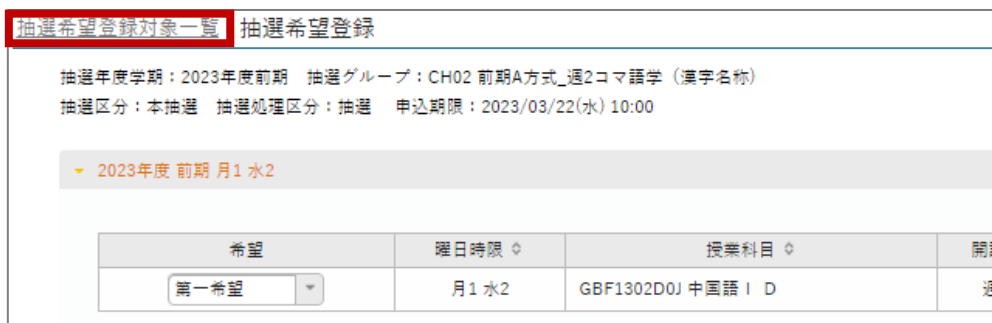 抽選希望登録対象一覧 抽選希望登録
抽選年度学期：2023年度前期 抽選グループ：CH02 前期A方式_週2コマ語学（漢字名称）
抽選区分：本抽選 抽選処理区分：抽選 申込期限：2023/03/22(水) 10:00
2023年度 前期 月1 水2
希望 曜日時限 授業科目 開
第一希望 月1 水2 GBF1302D0J 中国語Ⅰ D 週